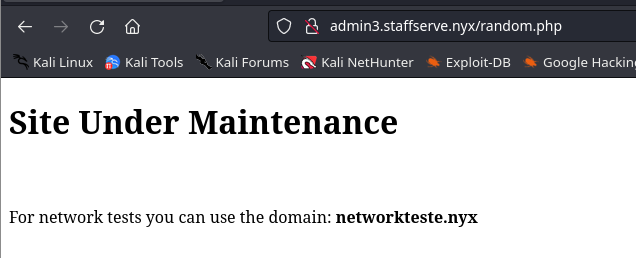 admin3.staffserve.nyx/random.php
Kali Linux Kali Tools Kali Forums Kali NetHunter Exploit-DB Google Hacking
Site Under Maintenance
For network tests you can use the domain: networkteste.nyx